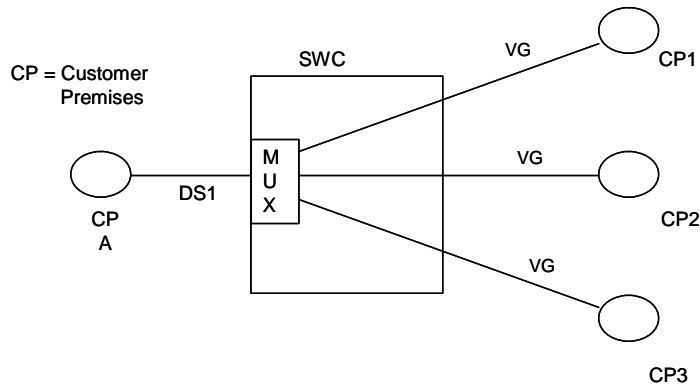 SWC
VG
CP1
CP = Customer
Premises
M
U
X
VG
DS1
CP
A
CP2
VG
CP3